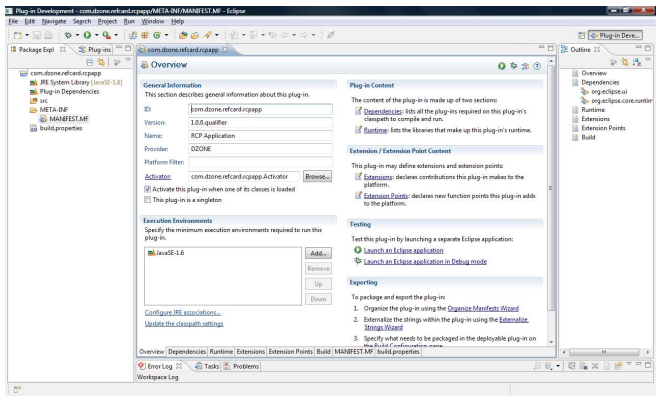 Plug-in Development - com.dzone.refcard.rcpapp/META-INF/MANIFEST.MF - Eclipse
File Edit Navigate Search Project Run Window Help
Plug-in Deve...
Package Expl
Plug-ins
com.dzone.refcard.rcpapp
JRE System Library (JavaSE-1.6)
Plug-in Dependencies
src
META-INF
MANIFEST.MF
build.properties
com.dzone.refcard.rcpapp
Overview
General Information
This section describes general information about this plug-in.
ID: com.dzone.refcard.rcpapp
Version: 1.0.0.qualifier
Name: RCP Application
Provider: DZONE
Platform Filter:
Activator: com.dzone.refcard.rcpapp.Activator Browse...
Activate this plug-in when one of its classes is loaded
This plug-in is a singleton
Execution Environments
Specify the minimum execution environments required to run this
plug-in.
JavaSE-1.6
Add...
Remove
Up
Down
Configure JRE associations...
Update the classpath settings
Plug-in Content
The content of the plug-in is made up of two sections:
Dependencies: lists all the plug-ins required on this plug-in's
classpath to compile and run.
Runtime: lists the libraries that make up this plug-in's runtime.
Extension / Extension Point Content
This plug-in may define extensions and extension points:
Extensions: declares contributions this plug-in makes to the
platform.
Extension Points: declares new function points this plug-in adds
to the platform.
Testing
Test this plug-in by launching a separate Eclipse application:
Launch an Eclipse application
Launch an Eclipse application in Debug mode
Exporting
To package and export the plug-in:
1. Organize the plug-in using the Organize Manifests Wizard
2. Externalize the strings within the plug-in using the Externalize
Strings Wizard
3. Specify what needs to be packaged in the deployable plug-in on
the Build Configuration page
Overview Dependencies Runtime Extensions Extension Points Build MANIFEST.MF build.properties
Outline
Overview
Dependencies
org.eclipse.ui
org.eclipse.core.runtim
Runtime
Extensions
Extension Points
Build
Error Log Tasks Problems
Workspace Log